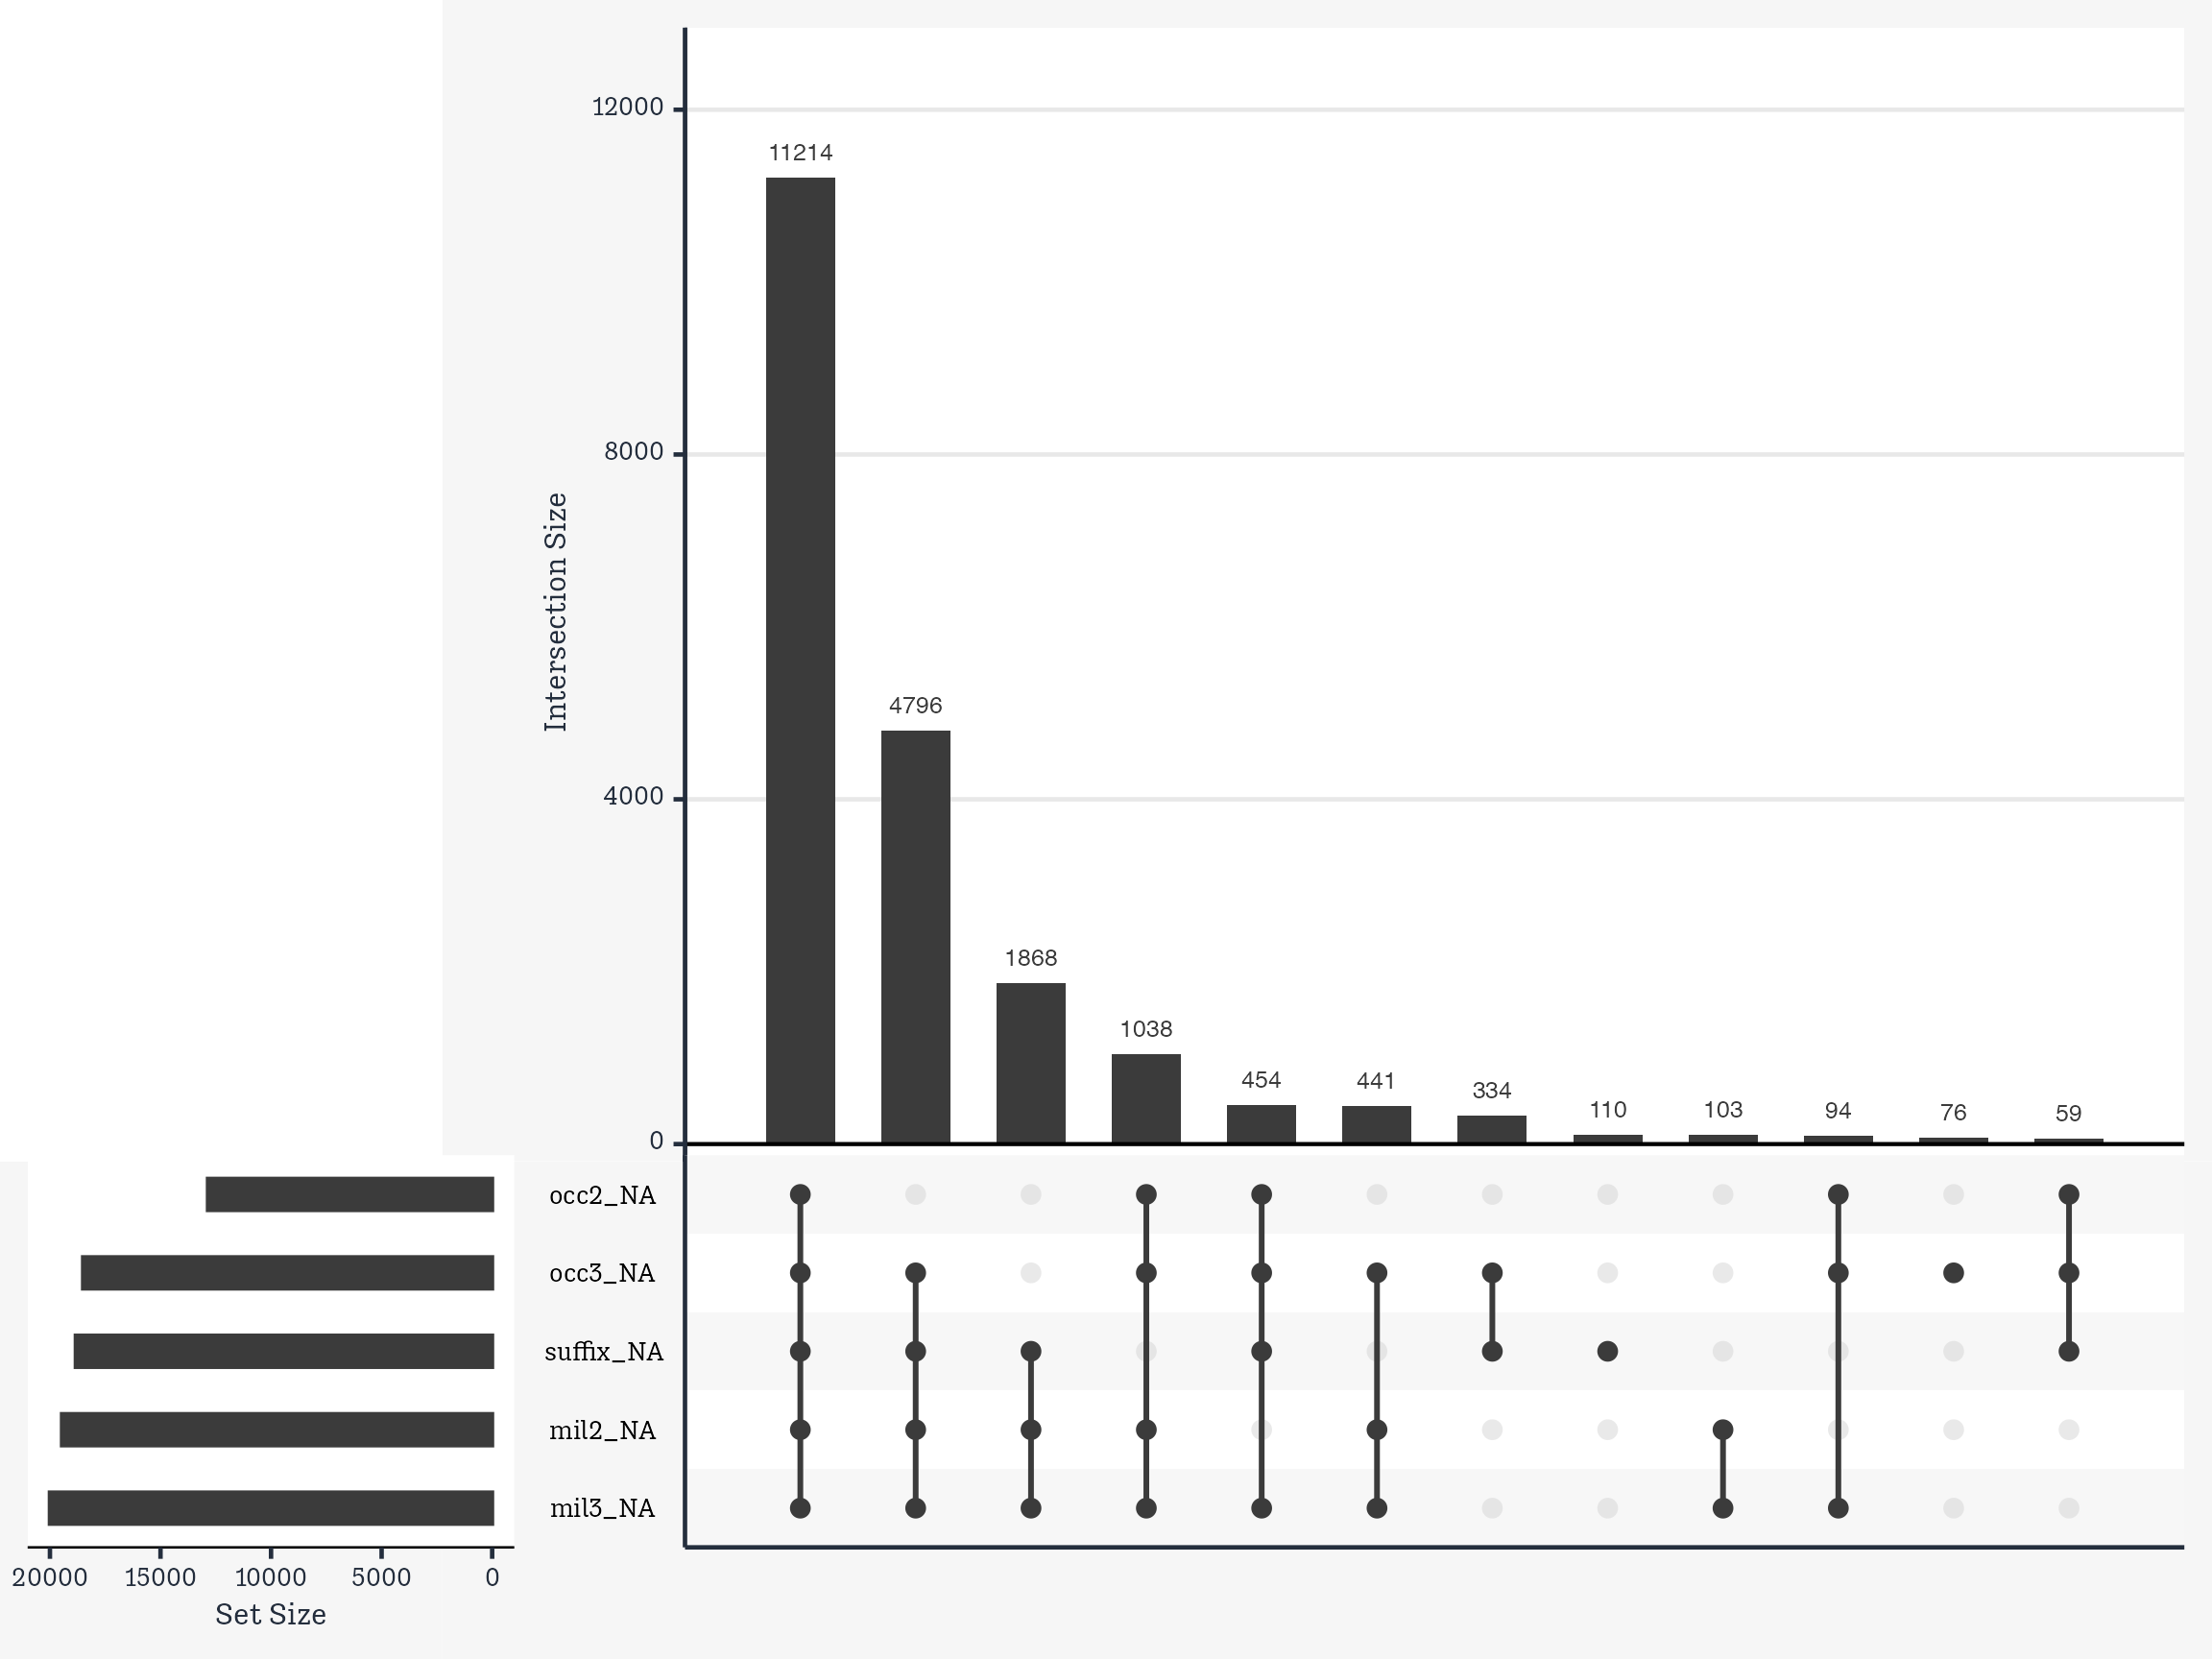 12000
11214
8000
Intersection Size
4796
4000
1868
1038
454
441
334
110
103
94
76
59
0
occ2_NA
occ3_NA
suffix_NA
mil2_NA
mil3_NA
20000 15000 10000 5000 0
Set Size